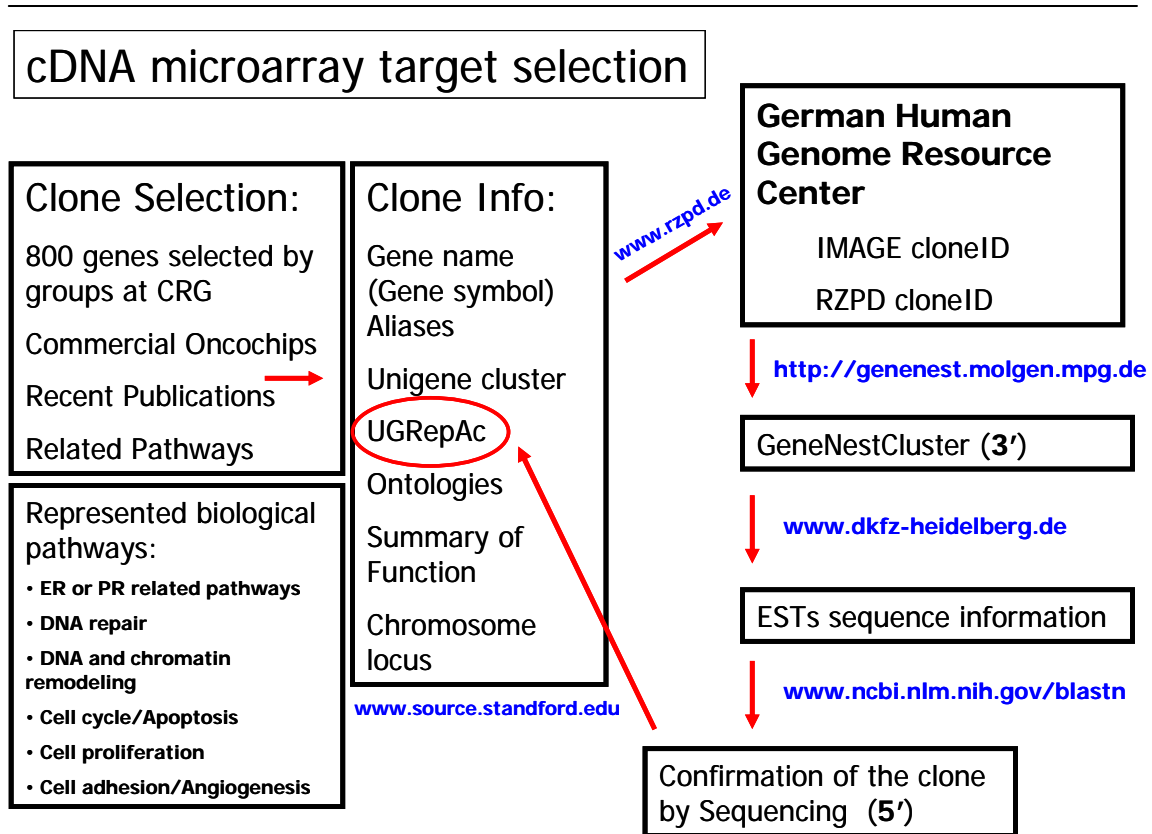 cDNA microarray target selection
Clone Selection:
800 genes selected by
groups at CRG
Commercial Oncochips
Recent Publications
Related Pathways
Represented biological
pathways:
• ER or PR related pathways
• DNA repair
• DNA and chromatin
remodeling
• Cell cycle/Apoptosis
• Cell proliferation
• Cell adhesion/Angiogenesis
Clone Info:
Gene name
(Gene symbol)
Aliases
Unigene cluster
UGRepAc
Ontologies
Summary of
Function
Chromosome
locus
www.source.standford.edu
www.rzpd.de
German Human
Genome Resource
Center
IMAGE cloneID
RZPD cloneID
http://genenest.molgen.mpg.de
GeneNestCluster (3′)
www.dkfz-heidelberg.de
ESTs sequence information
www.ncbi.nlm.nih.gov/blastn
Confirmation of the clone
by Sequencing (5′)